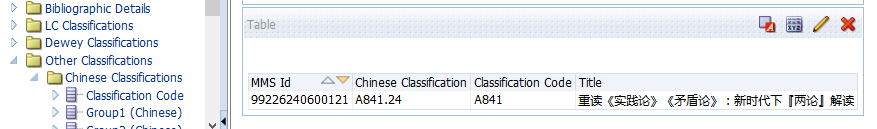 Bibliographic Details
LC Classifications
Dewey Classifications
Other Classifications
Chinese Classifications
Classification Code
Group1 (Chinese)
Table
MMS Id Chinese Classification Classification Code Title
99226240600121 A841.24 A841 重读《实践论》《矛盾论》：新时代下『两论』解读